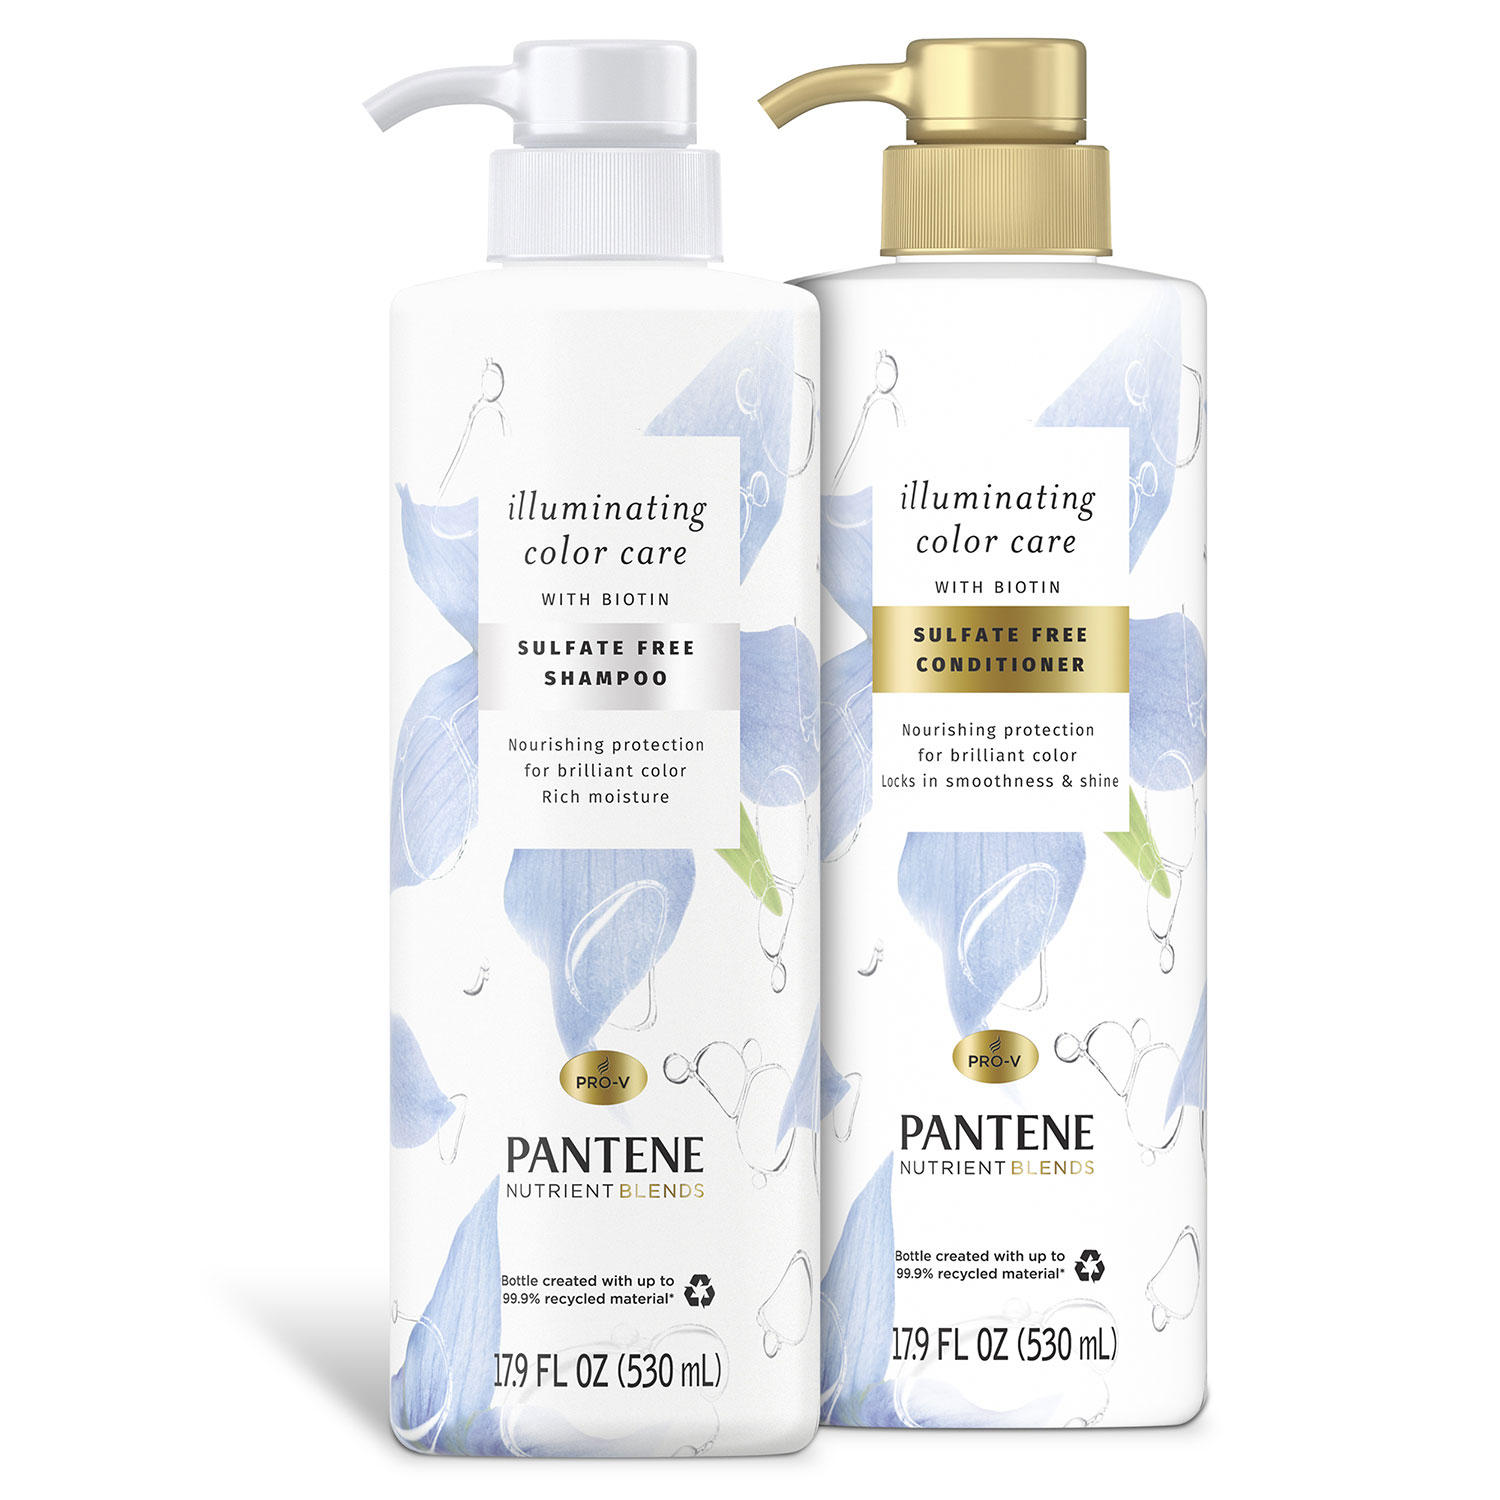 illuminating
color care
WITH BIOTIN
SULFATE FREE
SHAMPOO
Nourishing protection
for brilliant color
Rich moisture
PRO-V
PANTENE
NUTRIENT BLENDS
Bottle created with up to
99.9% recycled material*
17.9 FL OZ (530 mL)
illuminating
color care
WITH BIOTIN
SULFATE FREE
CONDITIONER
Nourishing protection
for brilliant color
Locks in smoothness & shine
PRO-V
PANTENE
NUTRIENT BLENDS
Bottle created with up to
99.9% recycled material*
17.9 FL OZ (530 mL)